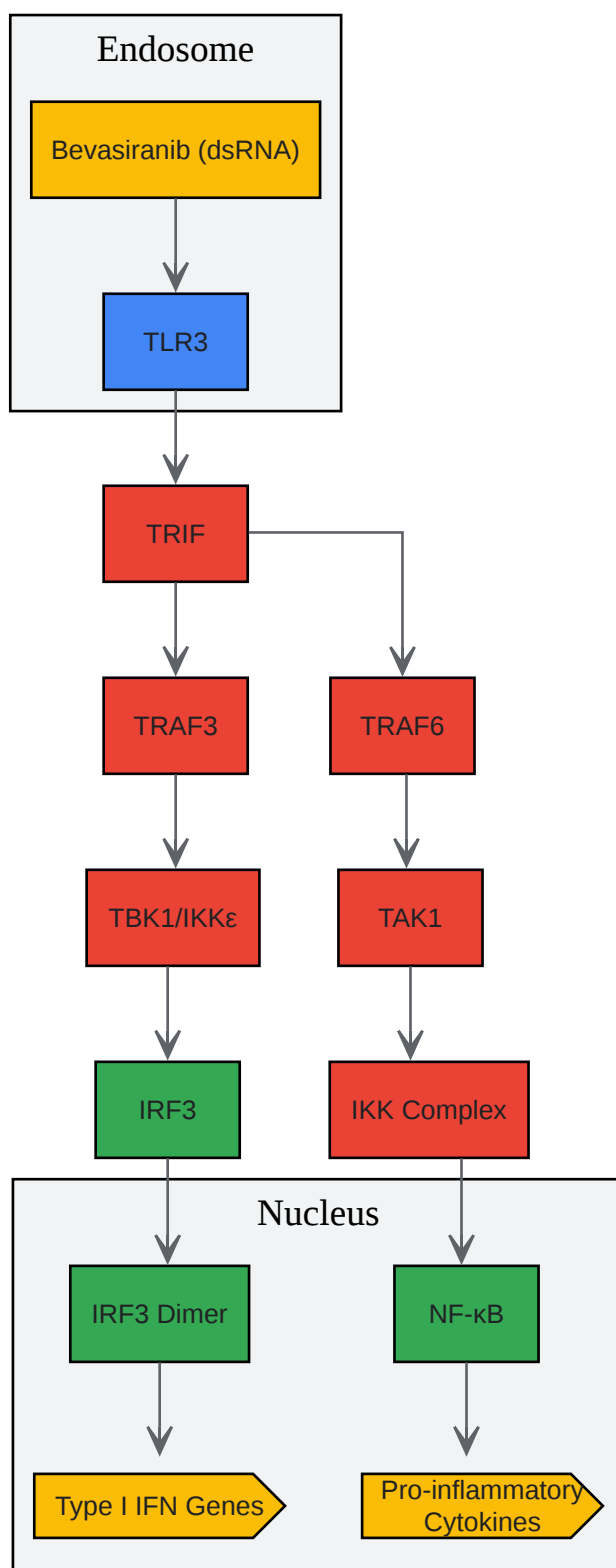 Endosome
Bevasiranib (dsRNA)
TLR3
TRIF
TRAF3
TRAF6
TBK1/IKKε
TAK1
IRF3
IKK Complex
Nucleus
IRF3 Dimer
NF-κB
Type I IFN Genes
Pro-inflammatory
Cytokines